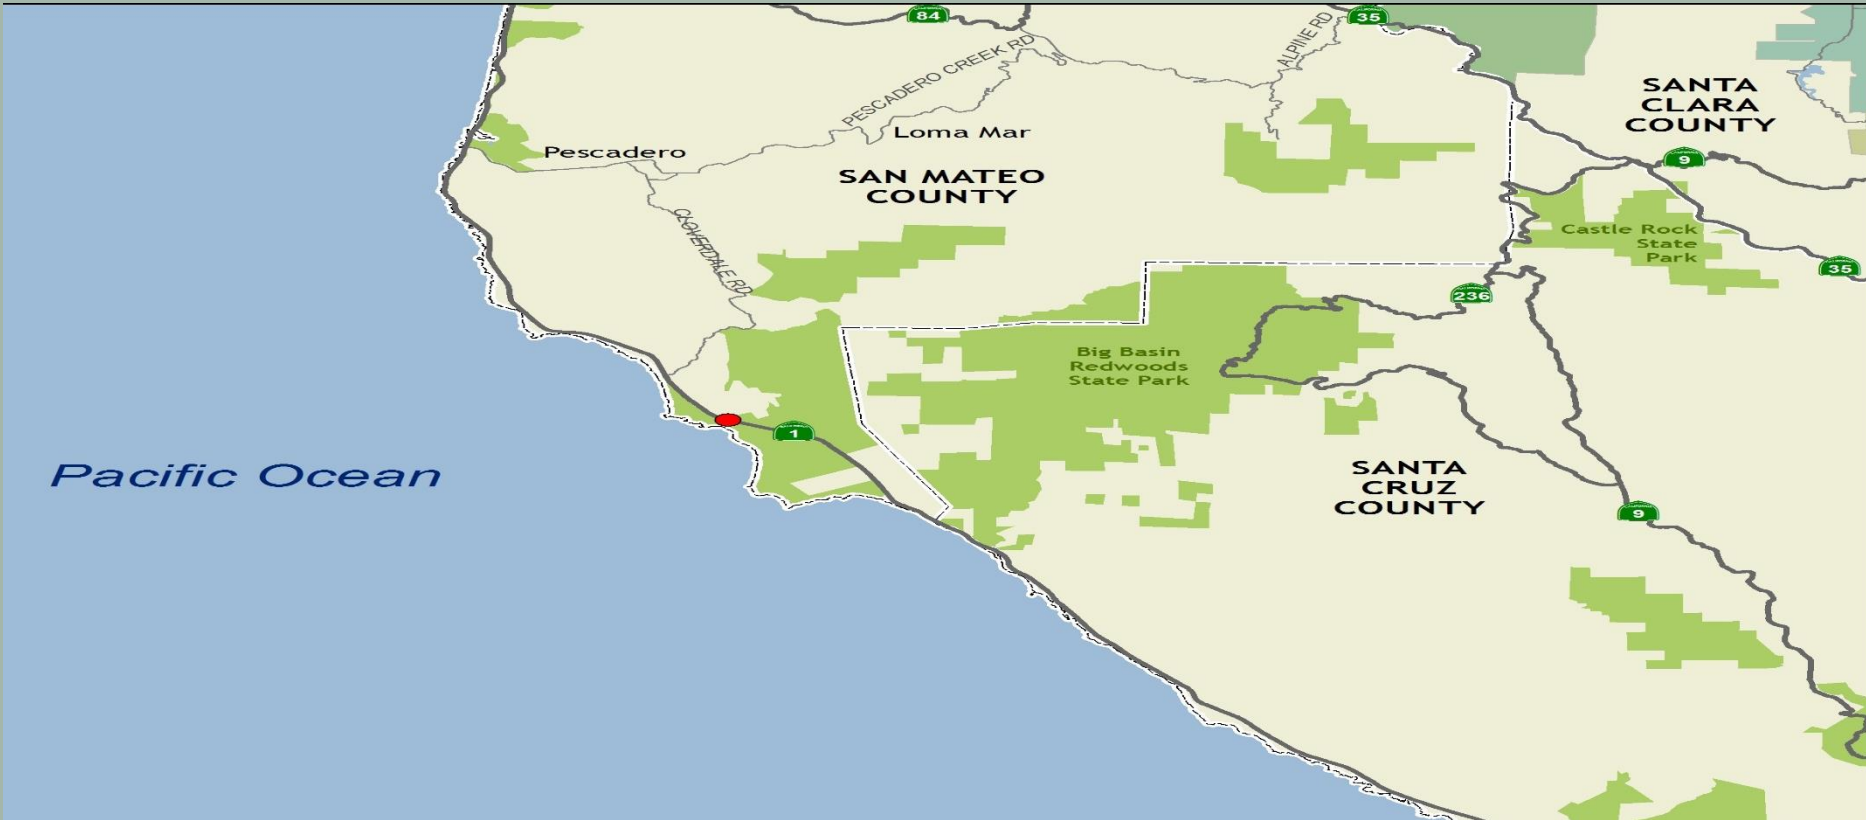 84
35
PESCADERO CREEK RD
ALPINE RD
SANTA
CLARA
COUNTY
Loma Mar
Pescadero
9
SAN MATEO
COUNTY
CLOVERDALE RD
Castle Rock
State
Park
35
236
Big Basin
Redwoods
State Park
1
Pacific Ocean
SANTA
CRUZ
COUNTY
9